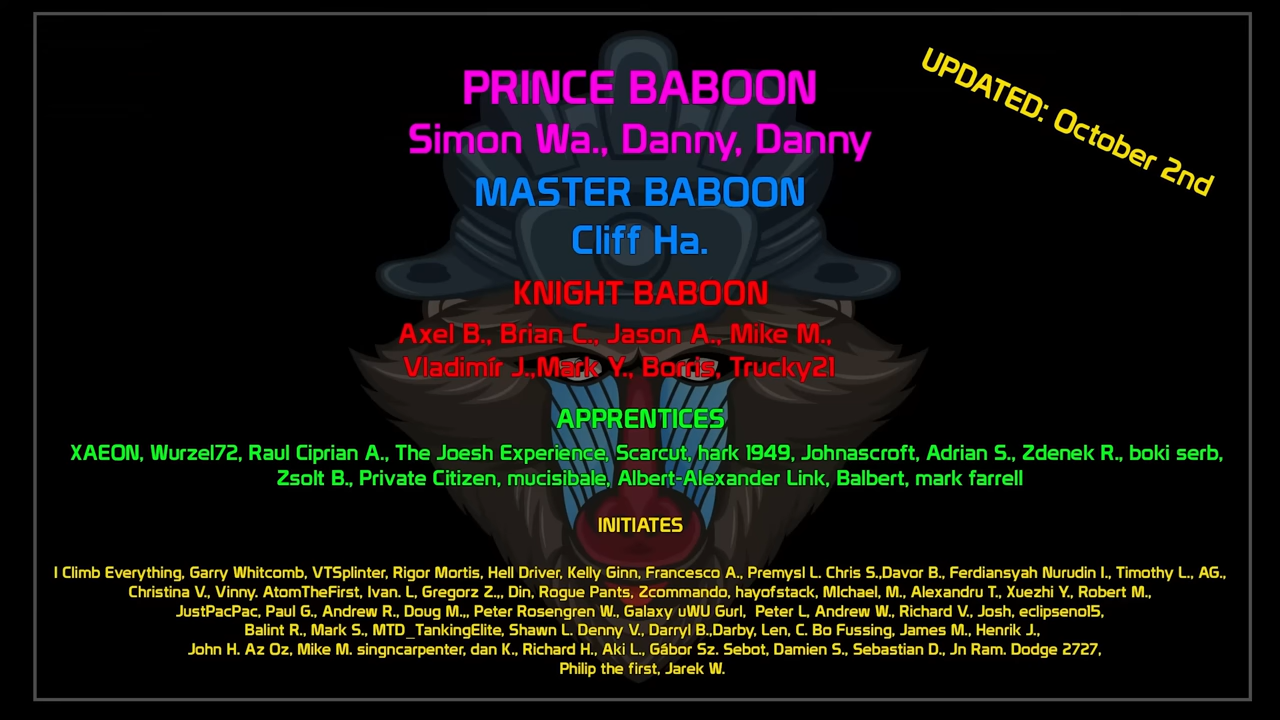 PRINCE BABOON
UPDATED: October 2nd
Simon Wa., Danny, Danny
MASTER BABOON
Cliff Ha.
KNIGHT BABOON
Axel B., Brian C., Jason A., Mike M.,
Vladimír J.,Mark Y., Borris, Trucky21
APPRENTICES
XAEON, Wurzel72, Raul Ciprian A., The Joesh Experience, Scarcut, hark 1949, Johnascroft, Adrian S., Zdenek R., boki serb,
Zsolt B., Private Citizen, mucisibale, Albert-Alexander Link, Balbert, mark farrell
INITIATES
I Climb Everything, Garry Whitcomb, VTSplinter, Rigor Mortis, Hell Driver, Kelly Ginn, Francesco A., Premysl L. Chris S.,Davor B., Ferdiansyah Nurudin I., Timothy L., AG.,
Christina V., Vinny. AtomTheFirst, Ivan. L, Gregorz Z.,, Din, Rogue Pants, Zcommando, hayofstack, MIchael, M., Alexandru T., Xuezhi Y., Robert M.,
JustPacPac, Paul G., Andrew R., Doug M.,, Peter Rosengren W., Galaxy uWU Gurl, Peter L, Andrew W., Richard V., Josh, eclipseno15,
Balint R., Mark S., MTD_TankingElite, Shawn L. Denny V., Darryl B.,Darby, Len, C. Bo Fussing, James M., Henrik J.,
John H. Az Oz, Mike M. singncarpenter, dan K., Richard H., Aki L., Gábor Sz. Sebot, Damien S., Sebastian D., Jn Ram. Dodge 2727,
Philip the first, Jarek W.